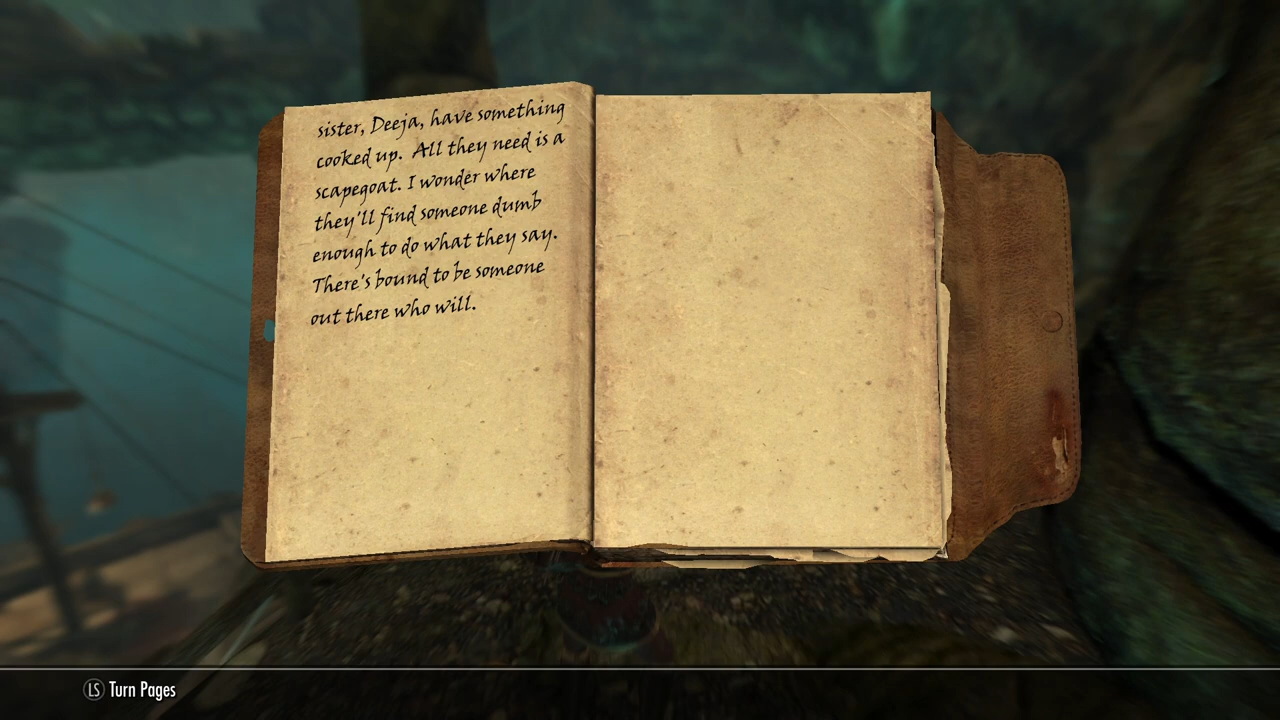 sister, Deeja, have something
cooked up. All they need is a
scapegoat. I wonder where
they'll find someone dumb
enough to do what they say.
There's bound to be someone
out there who will.
LS Turn Pages